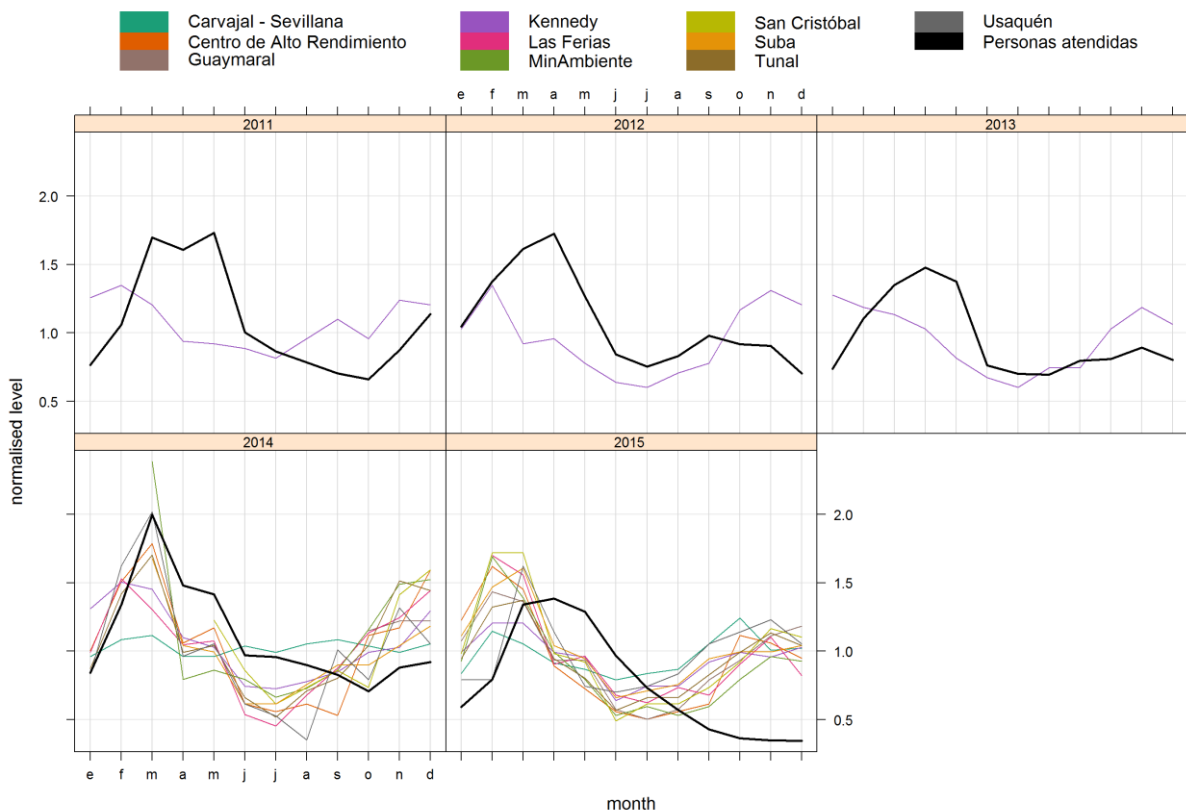 Carvajal - Sevillana
Centro de Alto Rendimiento
Guaymaral
Kennedy
Las Ferias
MinAmbiente
San Cristóbal
Suba
Tunal
Usaquén
Personas atendidas
e f m a m j j a s o n d
2011
2012
2013
2.0
1.5
1.0
0.5
normalised level
2014
2015
2.0
1.5
1.0
0.5
e f m a m j j a s o n d
e f m a m j j a s o n d
month